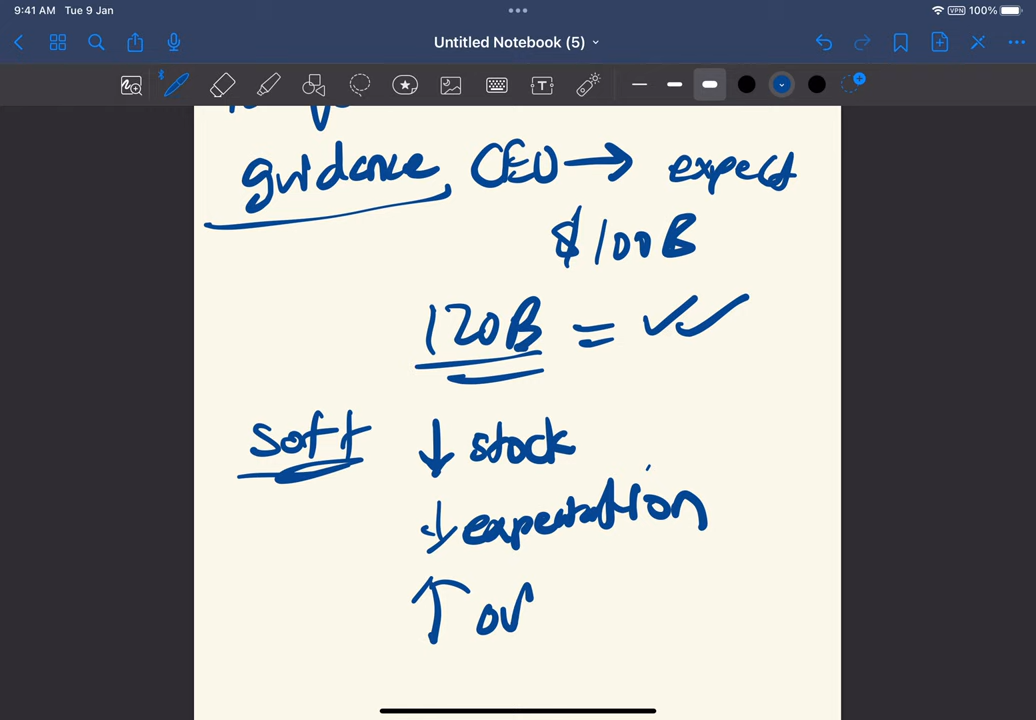 9:41 AM Tue 9 Jan
VPN 100%
Untitled Notebook (5)
T
guidance, CEO → expect
$100B
120B = ✓✓
soft ↓ stock
↓ expectation
↑ ov